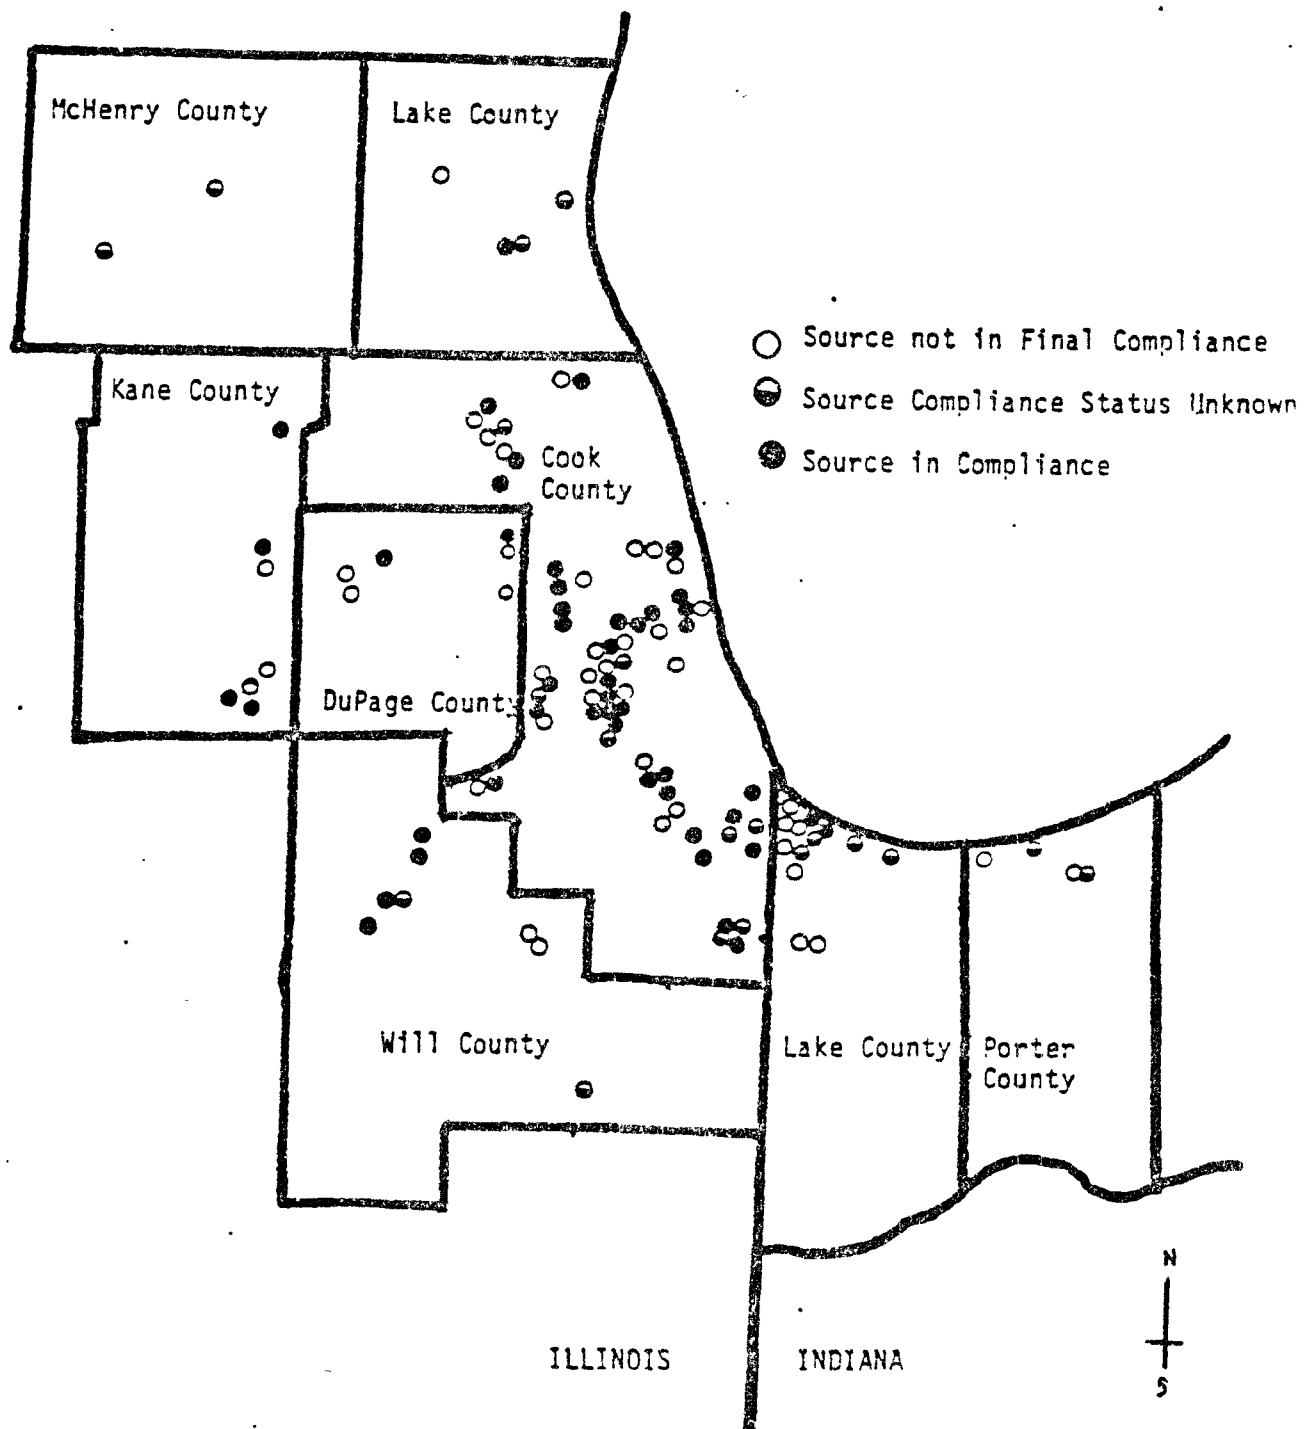 McHenry County
Lake County
Source not in Final Compliance
Source Compliance Status Unknown
Source in Compliance
Kane County
Cook
County
DuPage County
Will County
Lake County
Porter
County
N
ILLINOIS
INDIANA
5